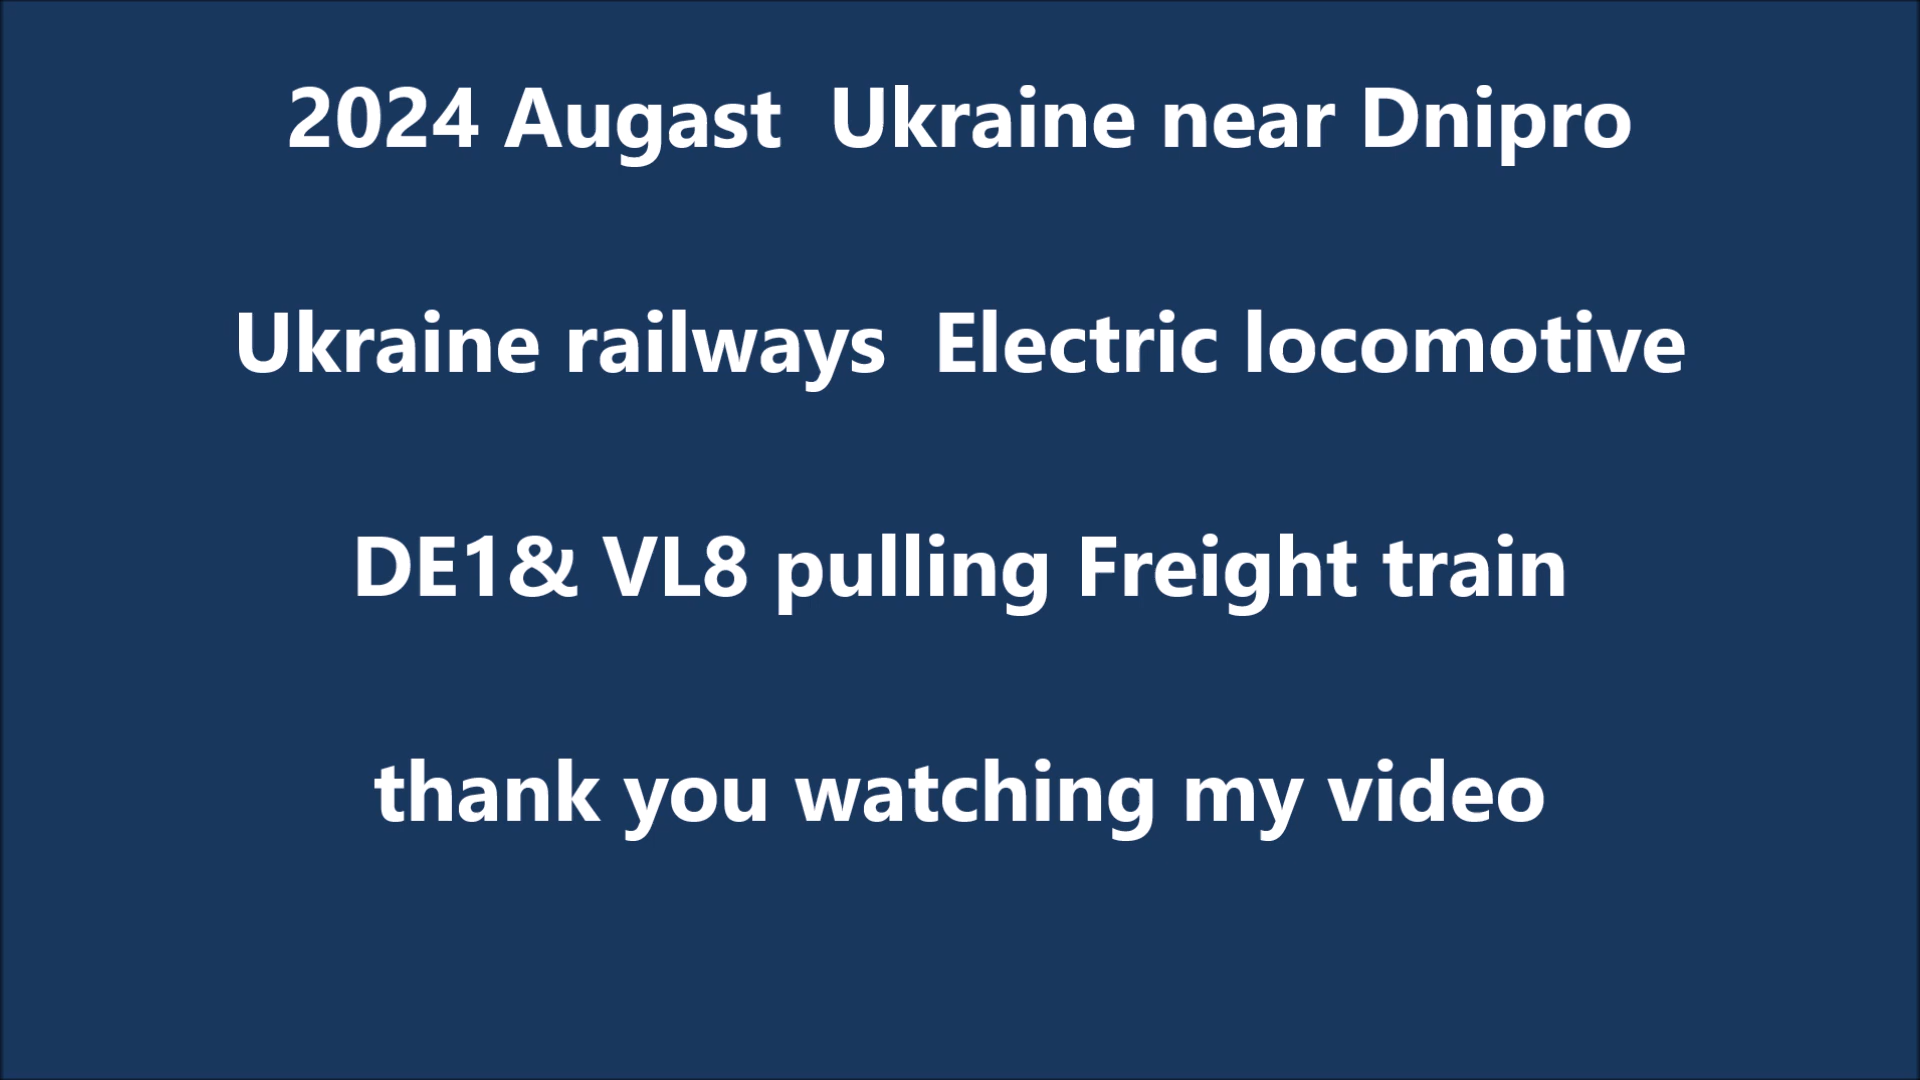 2024 Augast  Ukraine near Dnipro
Ukraine railways  Electric locomotive
DE1& VL8 pulling Freight train
thank you watching my video